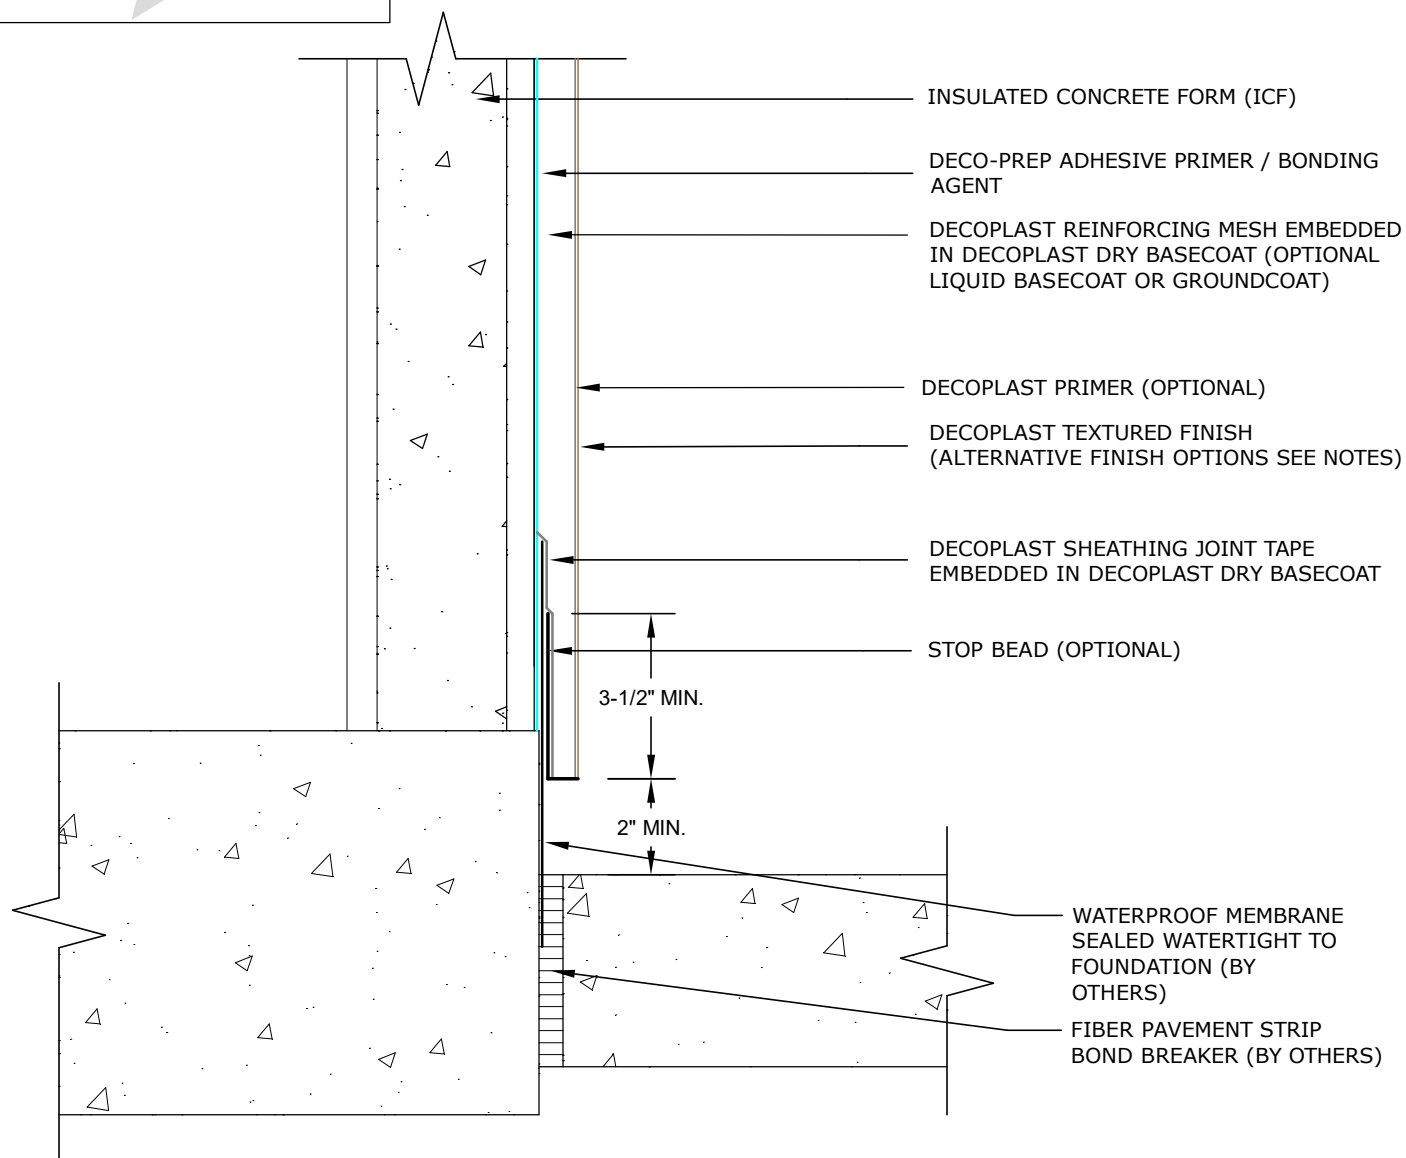 INSULATED CONCRETE FORM (ICF)
DECO-PREP ADHESIVE PRIMER / BONDING
AGENT
DECOPLAST REINFORCING MESH EMBEDDED
IN DECOPLAST DRY BASECOAT (OPTIONAL
LIQUID BASECOAT OR GROUNDCOAT)
DECOPLAST PRIMER (OPTIONAL)
DECOPLAST TEXTURED FINISH
(ALTERNATIVE FINISH OPTIONS SEE NOTES)
DECOPLAST SHEATHING JOINT TAPE
EMBEDDED IN DECOPLAST DRY BASECOAT
STOP BEAD (OPTIONAL)
3-1/2" MIN.
2" MIN.
WATERPROOF MEMBRANE
SEALED WATERTIGHT TO
FOUNDATION (BY
OTHERS)
FIBER PAVEMENT STRIP
BOND BREAKER (BY OTHERS)